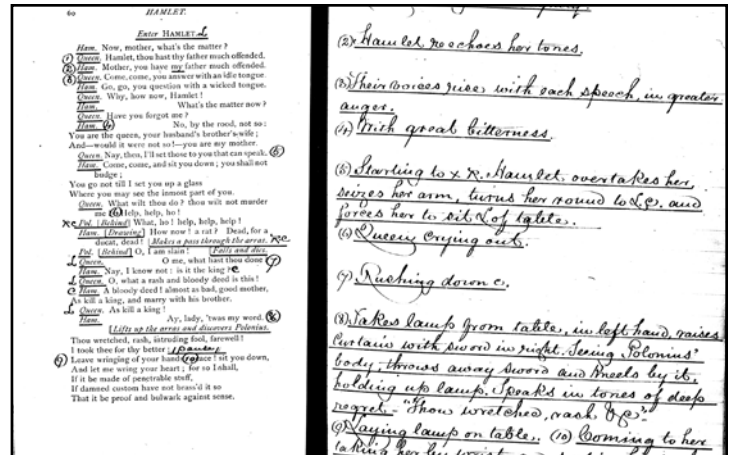 60 HAMLET.
Enter HAMLET L
Ham. Now, mother, what's the matter?
(1) Queen. Hamlet, thou hast thy father much offended.
(2) Ham. Mother, you have my father much offended.
(3) Queen. Come, come, you answer with an idle tongue.
Ham. Go, go, you question with a wicked tongue.
Queen. Why, how now, Hamlet!
Ham. What's the matter now?
Queen. Have you forgot me?
Ham. (4) No, by the rood, not so:
You are the queen, your husband's brother's wife;
And—would it were not so!—you are my mother.
Queen. Nay, then, I'll set those to you that can speak. (5)
Ham. Come, come, and sit you down; you shall not
budge;
You go not till I set you up a glass
Where you may see the inmost part of you.
Queen. What wilt thou do? thou wilt not murder
me (6) Help, help, ho!
RC Pol. [Behind] What, ho! help, help, help!
Ham. [Drawing] How now! a rat? Dead, for a
ducat, dead! [Makes a pass through the arras. RC
Pol. [Behind] O, I am slain! [Falls and dies.
L Queen. O me, what hast thou done (7)
Ham. Nay, I know not: is it the king? C
L Queen. O, what a rash and bloody deed is this!
C Ham. A bloody deed! almost as bad, good mother,
As kill a king, and marry with his brother.
L Queen. As kill a king!
Ham. Ay, lady, 'twas my word. (8)
[Lifts up the arras and discovers Polonius.
Thou wretched, rash, intruding fool, farewell!
I took thee for thy better: (pause)
(9) Leave wringing of your hands (10) peace! sit you down,
And let me wring your heart; for so I shall,
If it be made of penetrable stuff,
If damned custom have not brass'd it so
That it be proof and bulwark against sense.
(2) Hamlet reechoes her tones.
(3) Their voices rise with each speech, in greater
anger.
(4) With great bitterness.
(5) Starting to x R. Hamlet overtakes her,
seizes her arm, turns her round to L.C. and
forces her to sit L of table.
(6) Queen crying out.
(7) Rushing down C.
(8) Takes lamp from table, in left hand, raises
curtain with sword in right. Seeing Polonius'
body, throws away sword and kneels by it,
holding up lamp. Speaks in tones of deep
regret - "Thou wretched, rash &c"
(9) Laying lamp on table. (10) Coming to her
taking her by